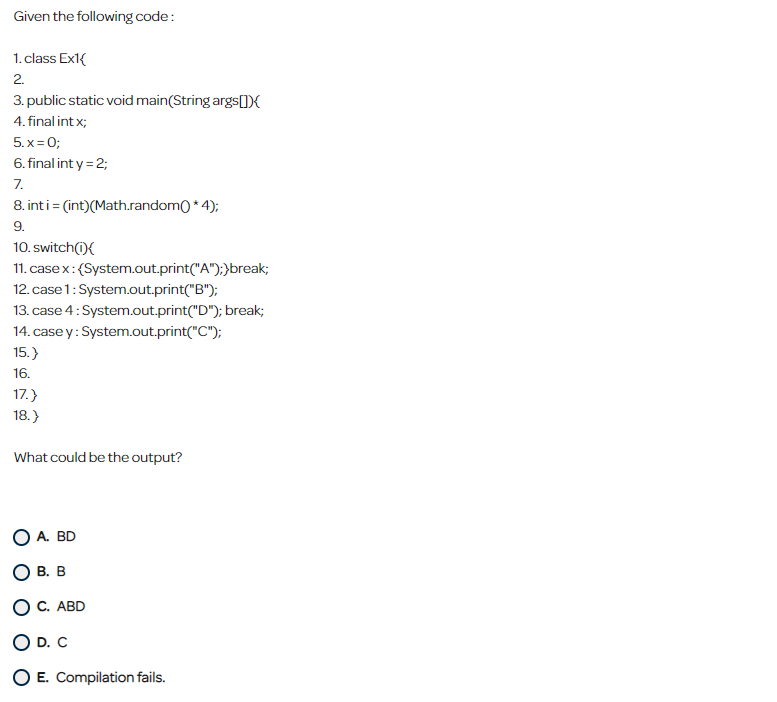 Given the following code :
1. class Ex1{
2.
3. public static void main(String args[]){
4. final int x;
5. x = 0;
6. final int y = 2;
7.
8. int i = (int)(Math.random() * 4);
9.
10. switch(i){
11. case x : {System.out.print("A");}break;
12. case 1 : System.out.print("B");
13. case 4 : System.out.print("D"); break;
14. case y : System.out.print("C");
15. }
16.
17. }
18. }
What could be the output?
A. BD
B. B
C. ABD
D. C
E. Compilation fails.